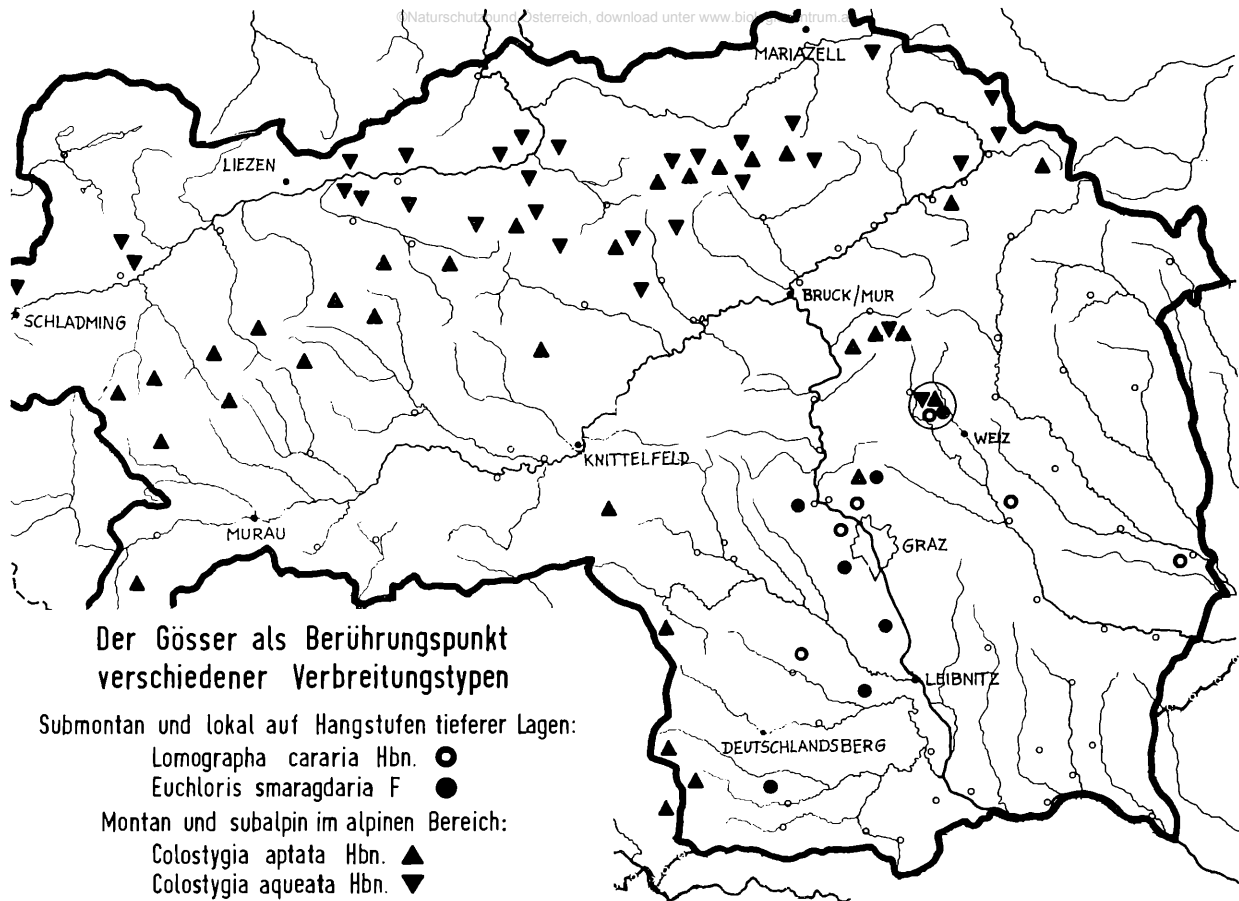 ©Naturschutzbund Österreich, download unter www.biologiezentrum.at
MARIAZELL
LIEZEN
BRUCK/MUR
SCHLADMING
WEIZ
KNITTELFELD
MURAU
GRAZ
LEIBNITZ
DEUTSCHLANDSBERG
Der Gösser als Berührungspunkt
verschiedener Verbreitungstypen
Submontan und lokal auf Hangstufen tieferer Lagen:
Lomographa cararia Hbn.
Euchloris smaragdaria F
Montan und subalpin im alpinen Bereich:
Colostygia aptata Hbn.
Colostygia aqueata Hbn.